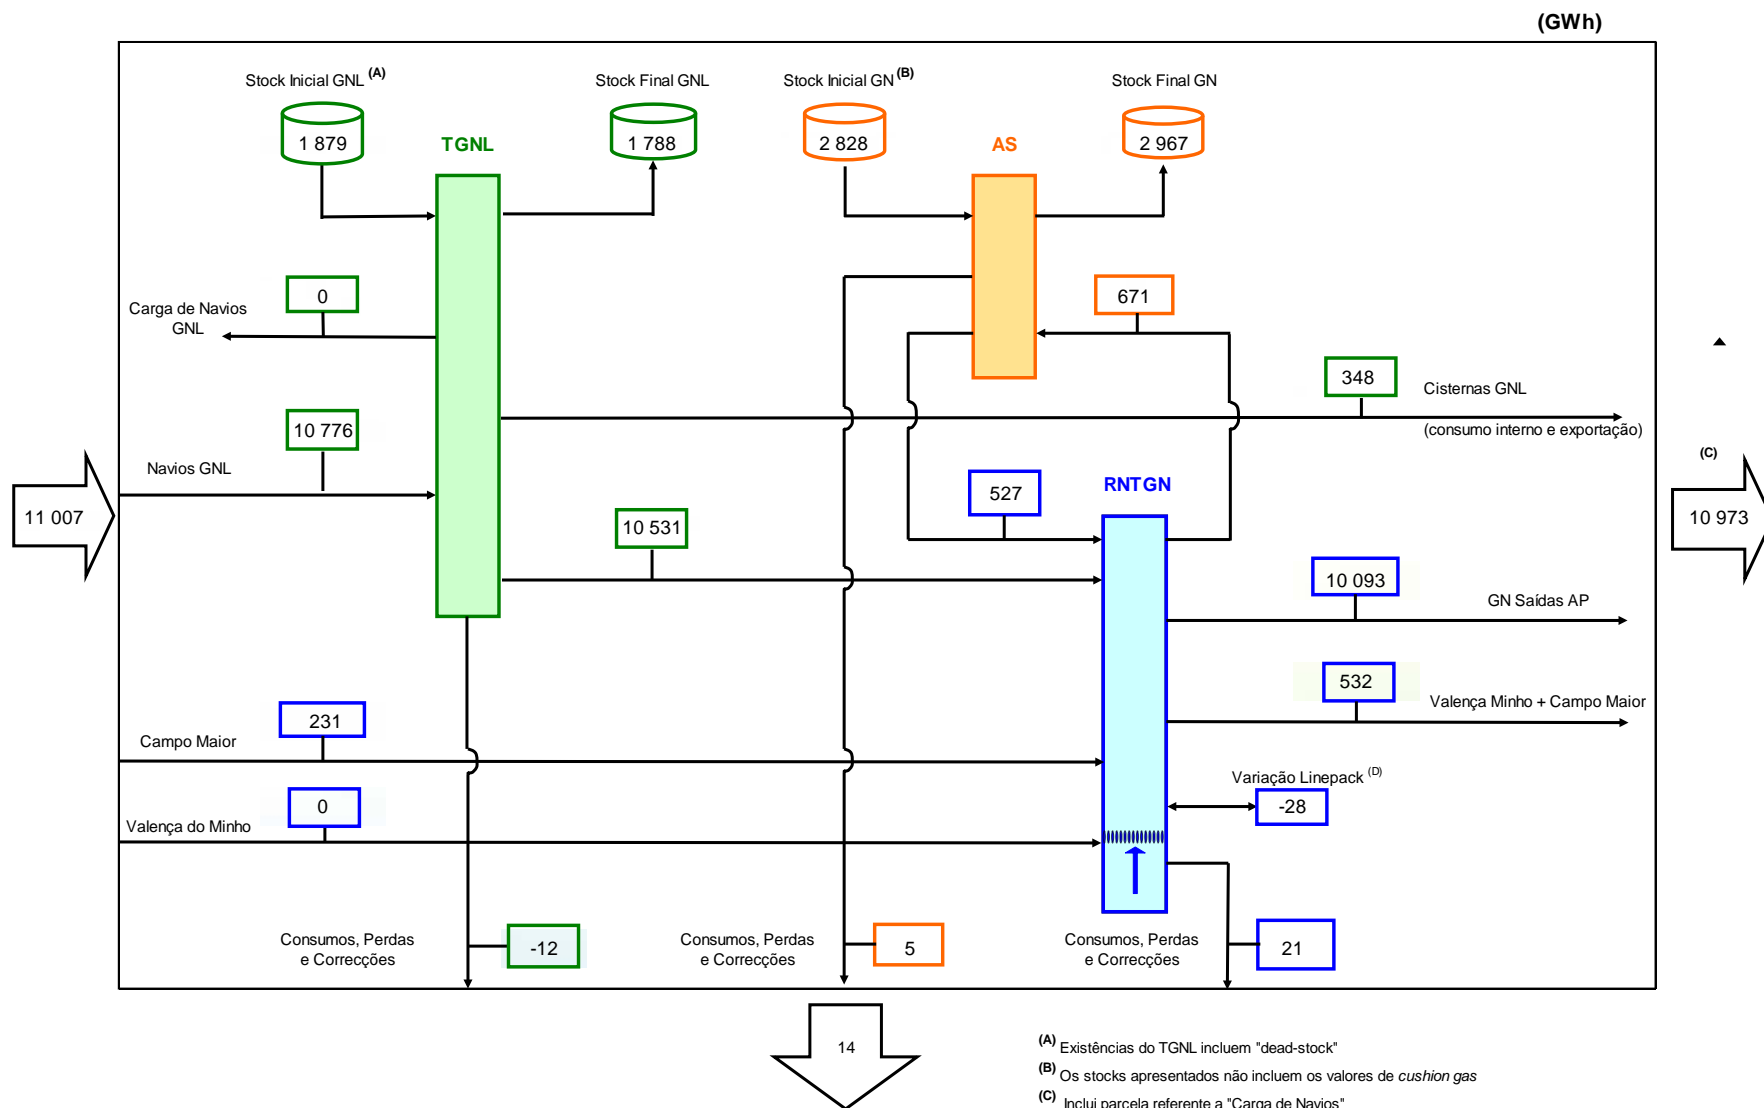 (GWh)
Stock Inicial GNL (A)
Stock Final GNL
Stock Inicial GN (B)
Stock Final GN
1 879
TGNL
1 788
2 828
AS
2 967
0
671
Carga de Navios
GNL
348
Cisternas GNL
(consumo interno e exportação)
10 776
Navios GNL
(C)
11 007
527
RNTGN
10 973
10 531
10 093
GN Saídas AP
532
Valença Minho + Campo Maior
231
Campo Maior
Variação Linepack (D)
0
-28
Valença do Minho
Consumos, Perdas
e Correcções
-12
Consumos, Perdas
e Correcções
5
Consumos, Perdas
e Correcções
21
14
(A) Existências do TGNL incluem "dead-stock"
(B) Os stocks apresentados não incluem os valores de cushion gas
(C) Inclui parcela referente a "Carga de Navios"